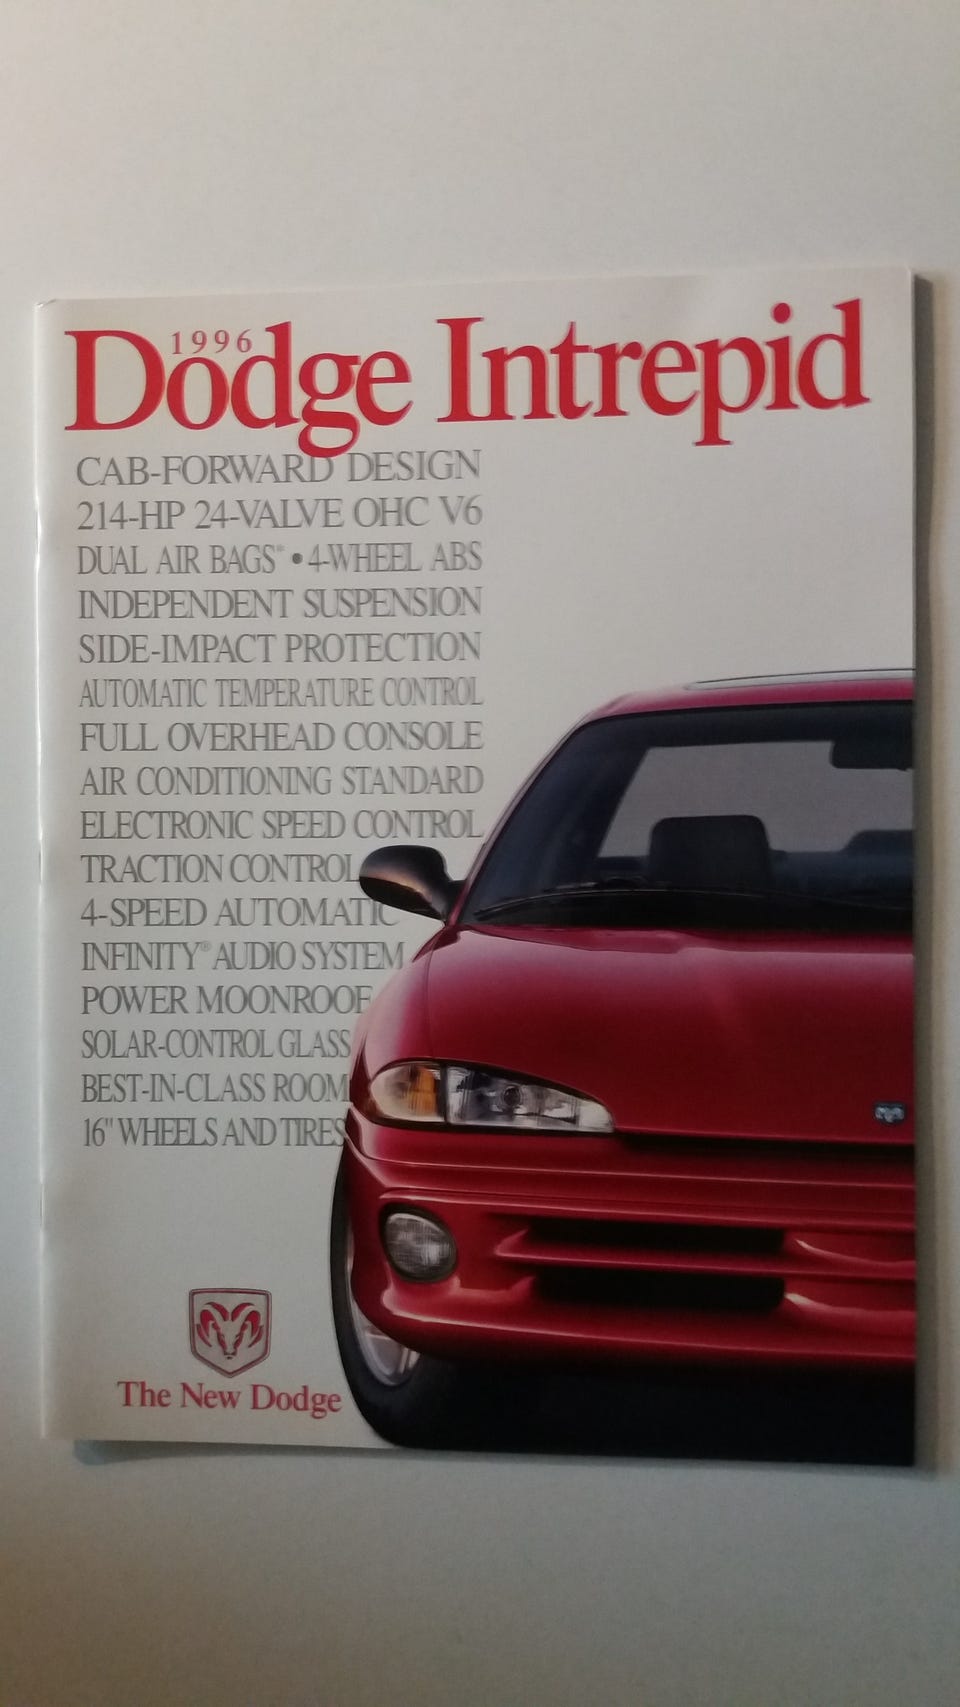 1996
Dodge Intrepid
CAB-FORWARD DESIGN
214-HP 24-VALVE OHC V6
DUAL AIR BAGS* • 4-WHEEL ABS
INDEPENDENT SUSPENSION
SIDE-IMPACT PROTECTION
AUTOMATIC TEMPERATURE CONTROL
FULL OVERHEAD CONSOLE
AIR CONDITIONING STANDARD
ELECTRONIC SPEED CONTROL
TRACTION CONTROL
4-SPEED AUTOMATIC
INFINITY® AUDIO SYSTEM
POWER MOONROOF
SOLAR-CONTROL GLASS
BEST-IN-CLASS ROOM
16" WHEELS AND TIRES
The New Dodge